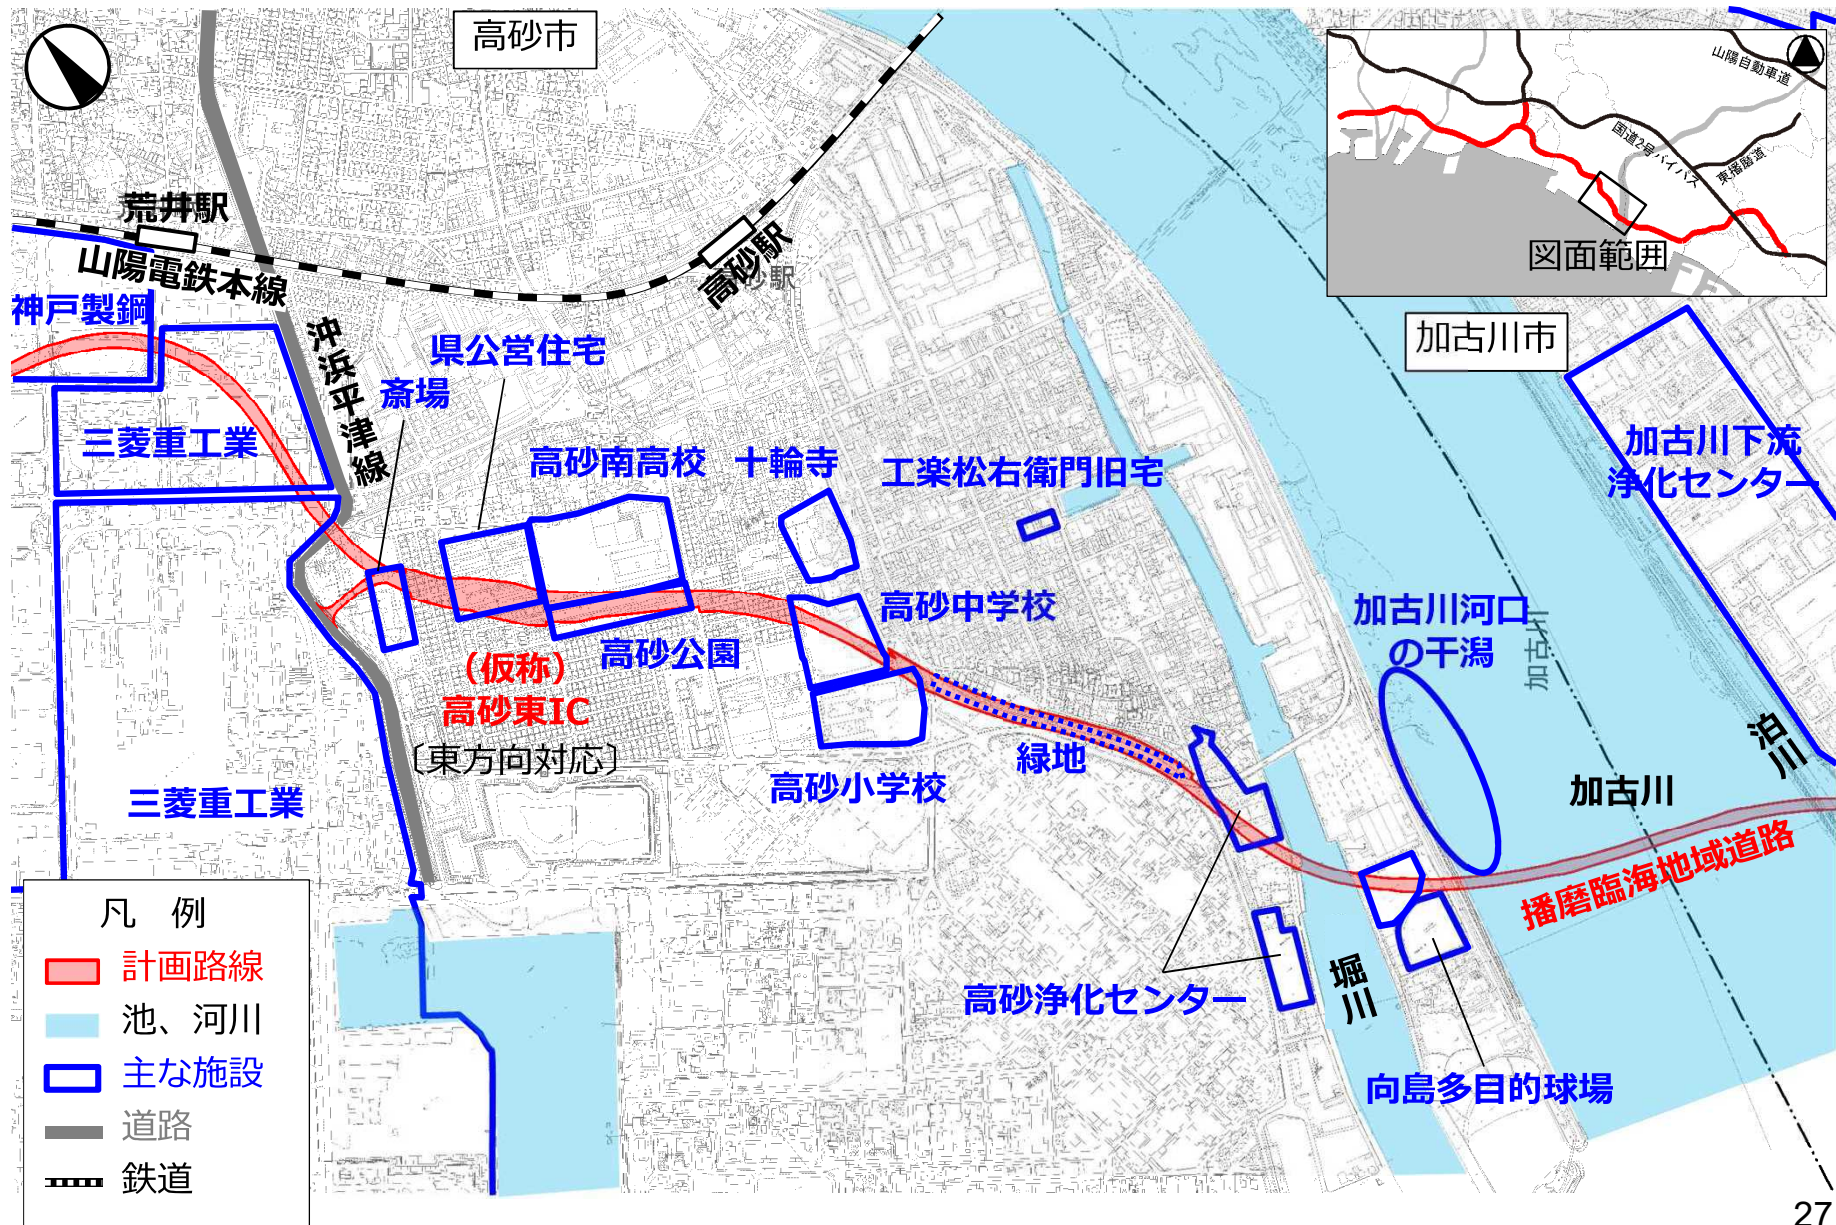 高砂市
山陽自動車道
国道2号バイパス
東播磨道
図面範囲
荒井駅
山陽電鉄本線
高砂駅
高砂駅
神戸製鋼
沖浜平津線
県公営住宅
斎場
加古川市
三菱重工業
高砂南高校
十輪寺
工楽松右衛門旧宅
加古川下流
浄化センター
高砂中学校
加古川河口
の干潟
加古川
高砂公園
(仮称)
高砂東IC
〔東方向対応〕
緑地
高砂小学校
泊川
加古川
三菱重工業
播磨臨海地域道路
高砂浄化センター
堀川
向島多目的球場
凡 例
計画路線
池、河川
主な施設
道路
鉄道
27